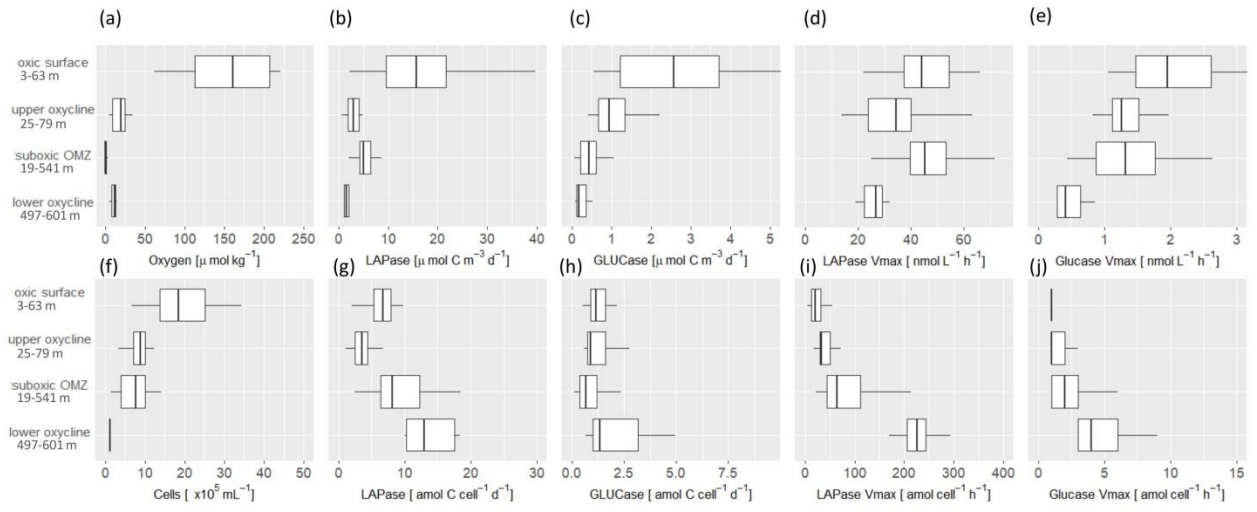 (a) (b) (c) (d) (e)
oxic surface
3-63 m
upper oxycline
25-79 m
suboxic OMZ
19-541 m
lower oxycline
497-601 m
0 50 100 150 200 250
0 10 20 30 40
0 1 2 3 4 5
0 20 40 60
0 1 2 3
Oxygen [μ mol kg⁻¹]
LAPase [μ mol C m⁻³ d⁻¹]
GLUCase [μ mol C m⁻³ d⁻¹]
LAPase Vmax [ nmol L⁻¹ h⁻¹]
Glucase Vmax [ nmol L⁻¹ h⁻¹]
(f) (g) (h) (i) (j)
oxic surface
3-63 m
upper oxycline
25-79 m
suboxic OMZ
19-541 m
lower oxycline
497-601 m
0 10 20 30 40 50
0 10 20 30
0.0 2.5 5.0 7.5
0 100 200 300 400
0 5 10 15
Cells [ x10⁵ mL⁻¹]
LAPase [ amol C cell⁻¹ d⁻¹]
GLUCase [ amol C cell⁻¹ d⁻¹]
LAPase Vmax [ amol cell⁻¹ h⁻¹]
Glucase Vmax [ amol cell⁻¹ h⁻¹]